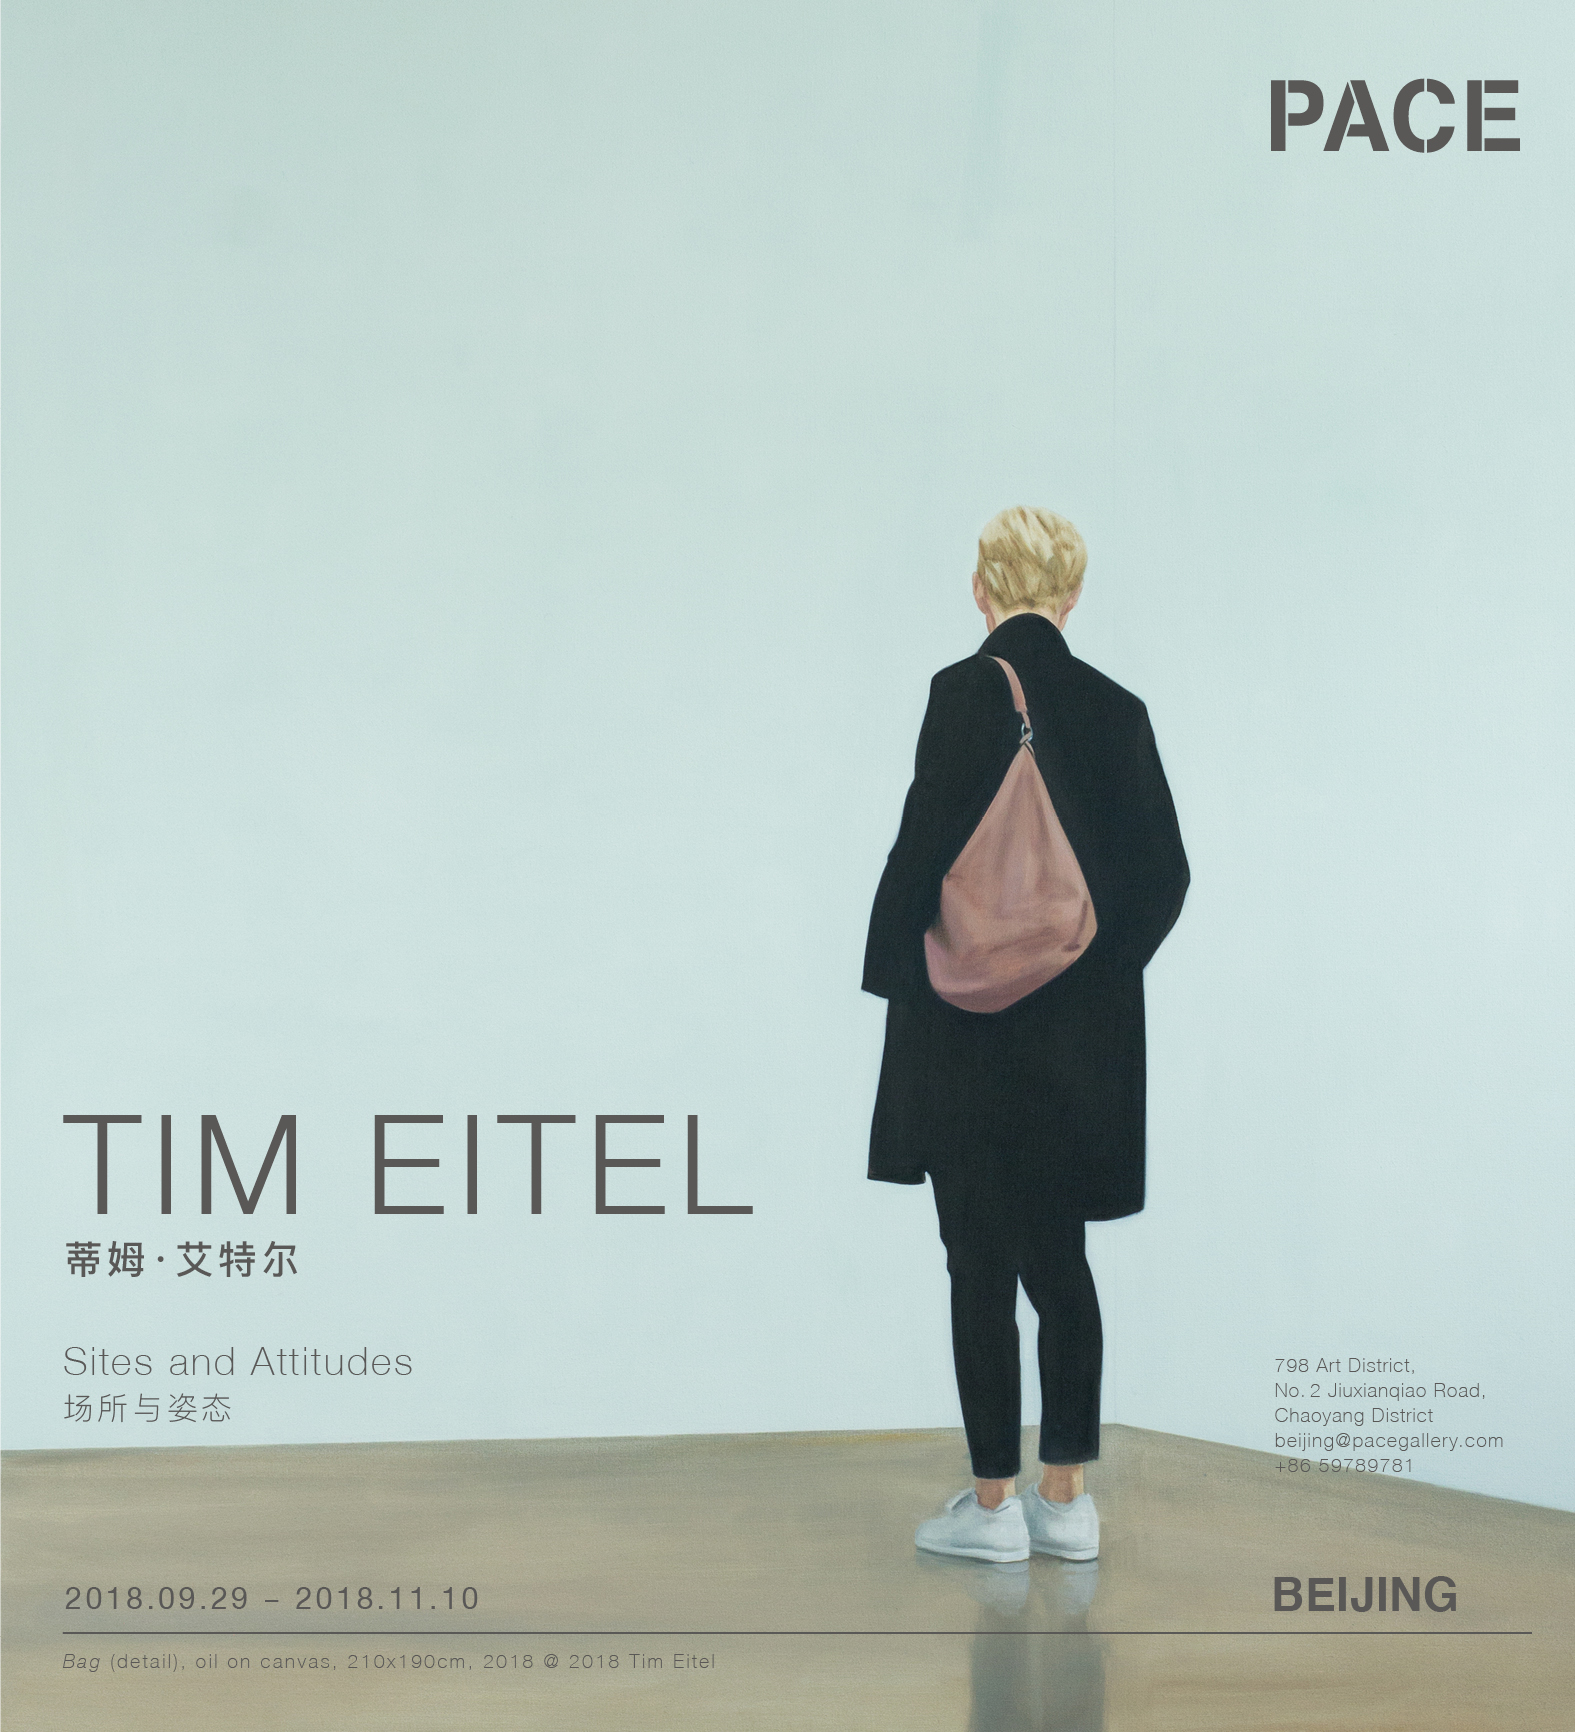 PACE
TIM EITEL
蒂姆·艾特尔
Sites and Attitudes
场所与姿态
798 Art District,
No. 2 Jiuxianqiao Road,
Chaoyang District
beijing@pacegallery.com
+86 59789781
2018.09.29 – 2018.11.10
BEIJING
Bag (detail), oil on canvas, 210x190cm, 2018 @ 2018 Tim Eitel